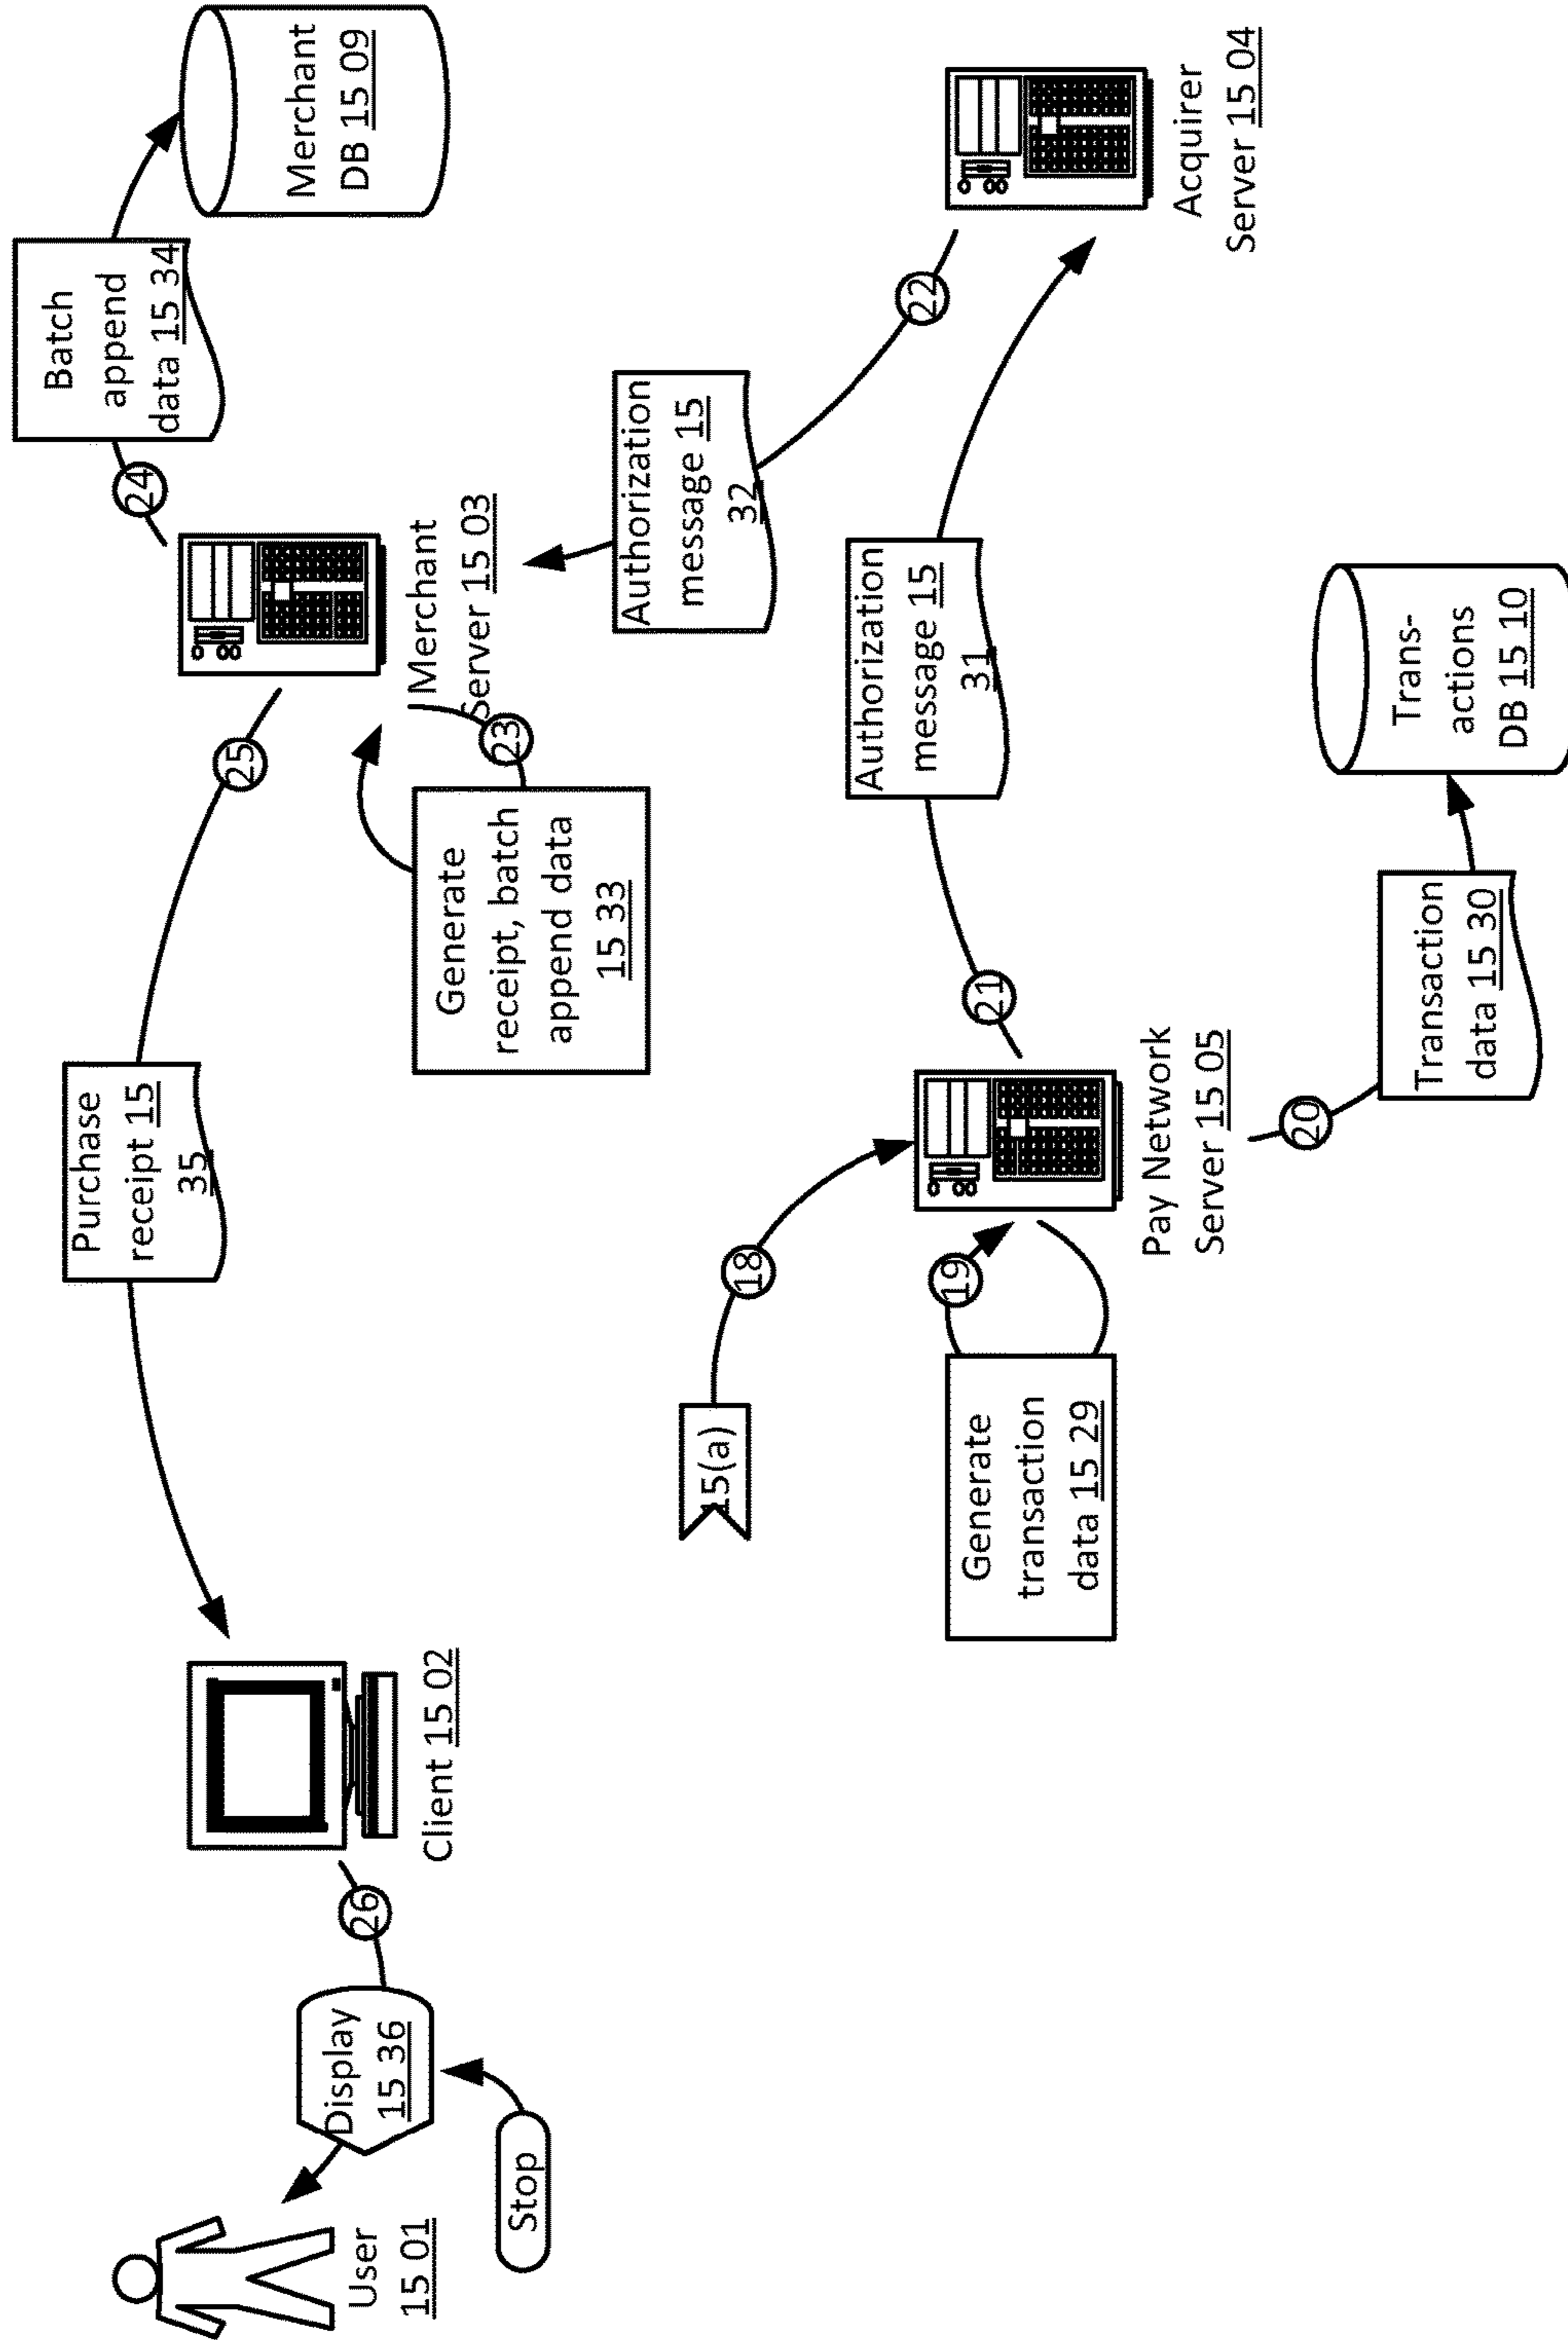 User
15 01
Stop
Display
15 36
26
Client 15 02
Purchase
receipt 15
35
25
24
Batch
append
data 15 34
Merchant
DB 15 09
Merchant
Server 15 03
23
Generate
receipt, batch
append data
15 33
Authorization
message 15
32
22
Acquirer
Server 15 04
15(a)
18
19
Generate
transaction
data 15 29
Pay Network
Server 15 05
21
Authorization
message 15
31
20
Transaction
data 15 30
Trans-
actions
DB 15 10